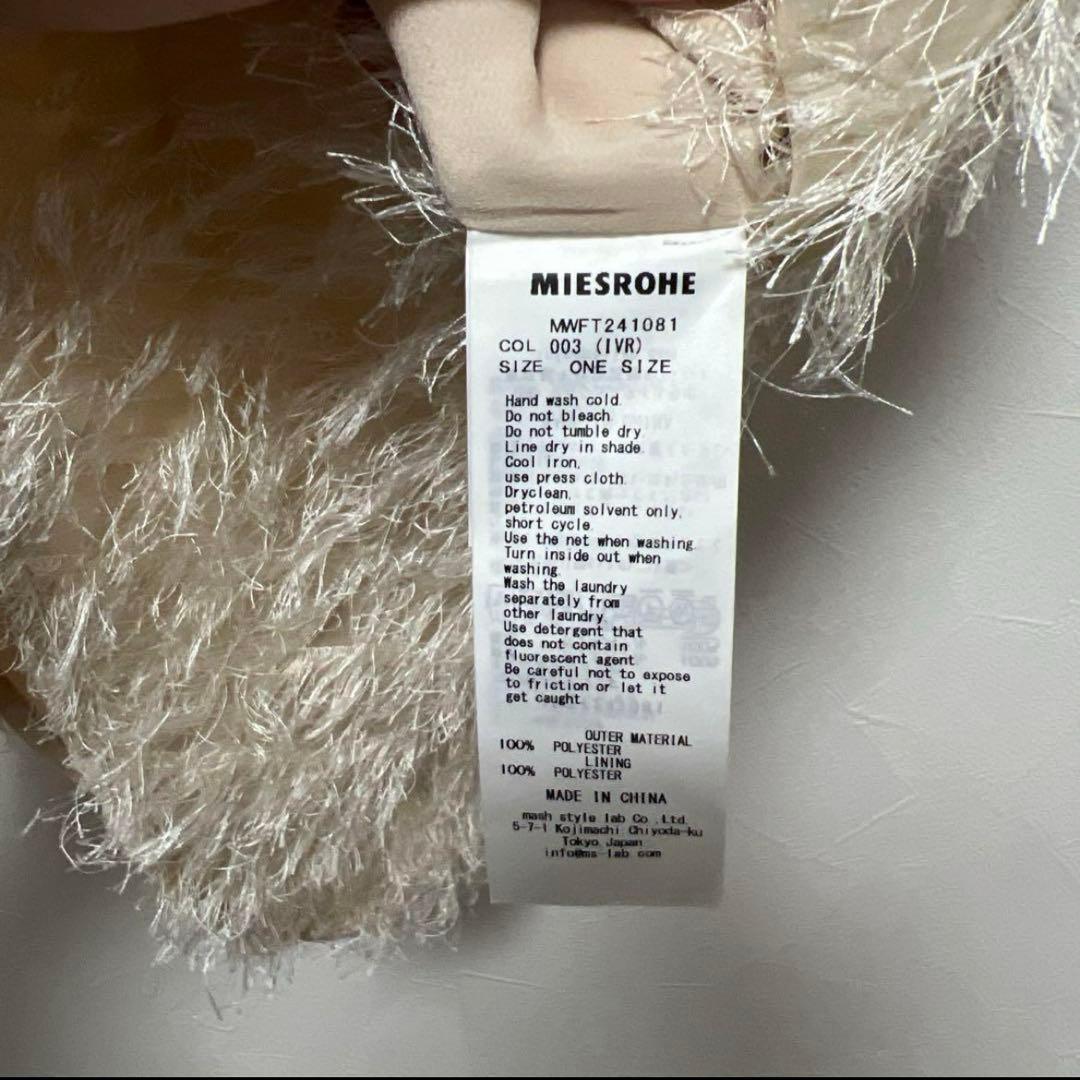 MIESROHE
MWFT241081
COL 003 (IVR)
SIZE ONE SIZE
Hand wash cold.
Do not bleach.
Do not tumble dry.
Line dry in shade.
Cool iron,
use press cloth.
Dryclean,
petroleum solvent only,
short cycle.
Use the net when washing.
Turn inside out when
washing.
Wash the laundry
separately from
other laundry.
Use detergent that
does not contain
fluorescent agent.
Be careful not to expose
to friction or let it
get caught.
OUTER MATERIAL
100% POLYESTER
LINING
100% POLYESTER
MADE IN CHINA
mash style lab Co.,Ltd.
5-7-1 Kojimachi Chiyoda-ku
Tokyo Japan
info@ms-lab.com